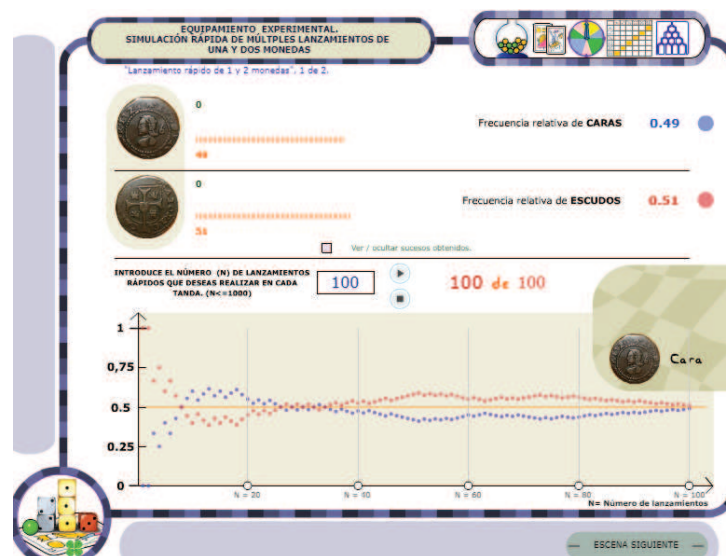 EQUIPAMIENTO EXPERIMENTAL.
SIMULACIÓN RÁPIDA DE MÚLTPLES LANZAMIENTOS DE
UNA Y DOS MONEDAS
"Lanzamiento rápido de 1 y 2 monedas". 1 de 2.
0
Frecuencia relativa de CARAS 0.49
0
Frecuencia relativa de ESCUDOS 0.51
51
Ver / ocultar sucesos obtenidos.
INTRODUCE EL NÚMERO (N) DE LANZAMIENTOS
RÁPIDOS QUE DESEAS REALIZAR EN CADA
TANDA. (N<=1000)
100
100 de 100
Cara
1
0,75
0.5
0.25
0
N = 20
N = 40
N = 60
N = 80
N = 100
N= Número de lanzamientos
ESCENA SIGUIENTE